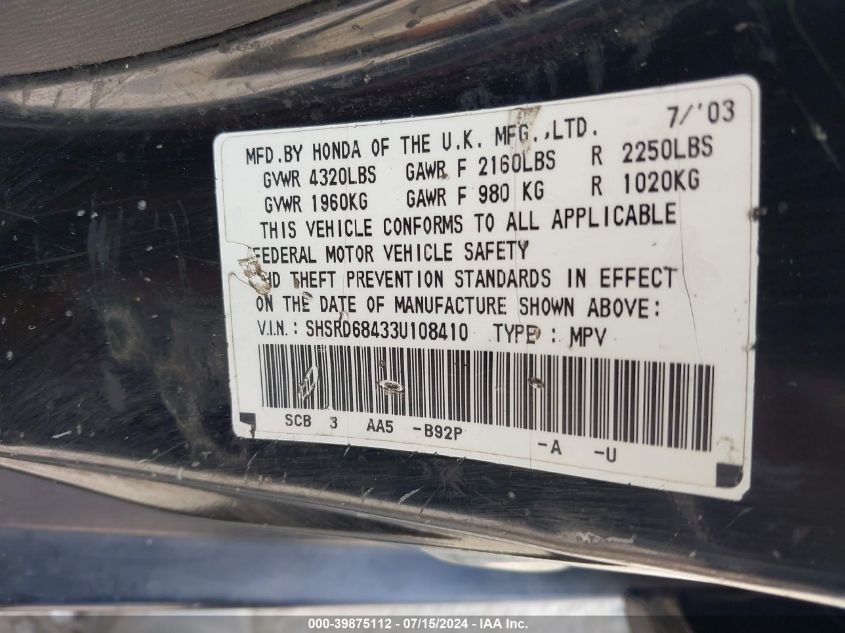 7/'03
MFD.BY HONDA OF THE U.K. MFG.,LTD.
GVWR 4320LBS GAWR F 2160LBS R 2250LBS
GVWR 1960KG GAWR F 980 KG R 1020KG
THIS VEHICLE CONFORMS TO ALL APPLICABLE
FEDERAL MOTOR VEHICLE SAFETY
AND THEFT PREVENTION STANDARDS IN EFFECT
ON THE DATE OF MANUFACTURE SHOWN ABOVE:
V.I.N.: SHSRD68433U108410 TYPE : MPV
SCB 3 AA5 -B92P -A -U
000-39875112 - 07/15/2024 - IAA Inc.